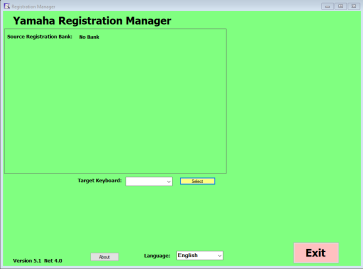 Registration Manager
Yamaha Registration Manager
Source Registration Bank: No Bank
Target Keyboard: Select
About Language: English Exit
Version 5.1 Net 4.0